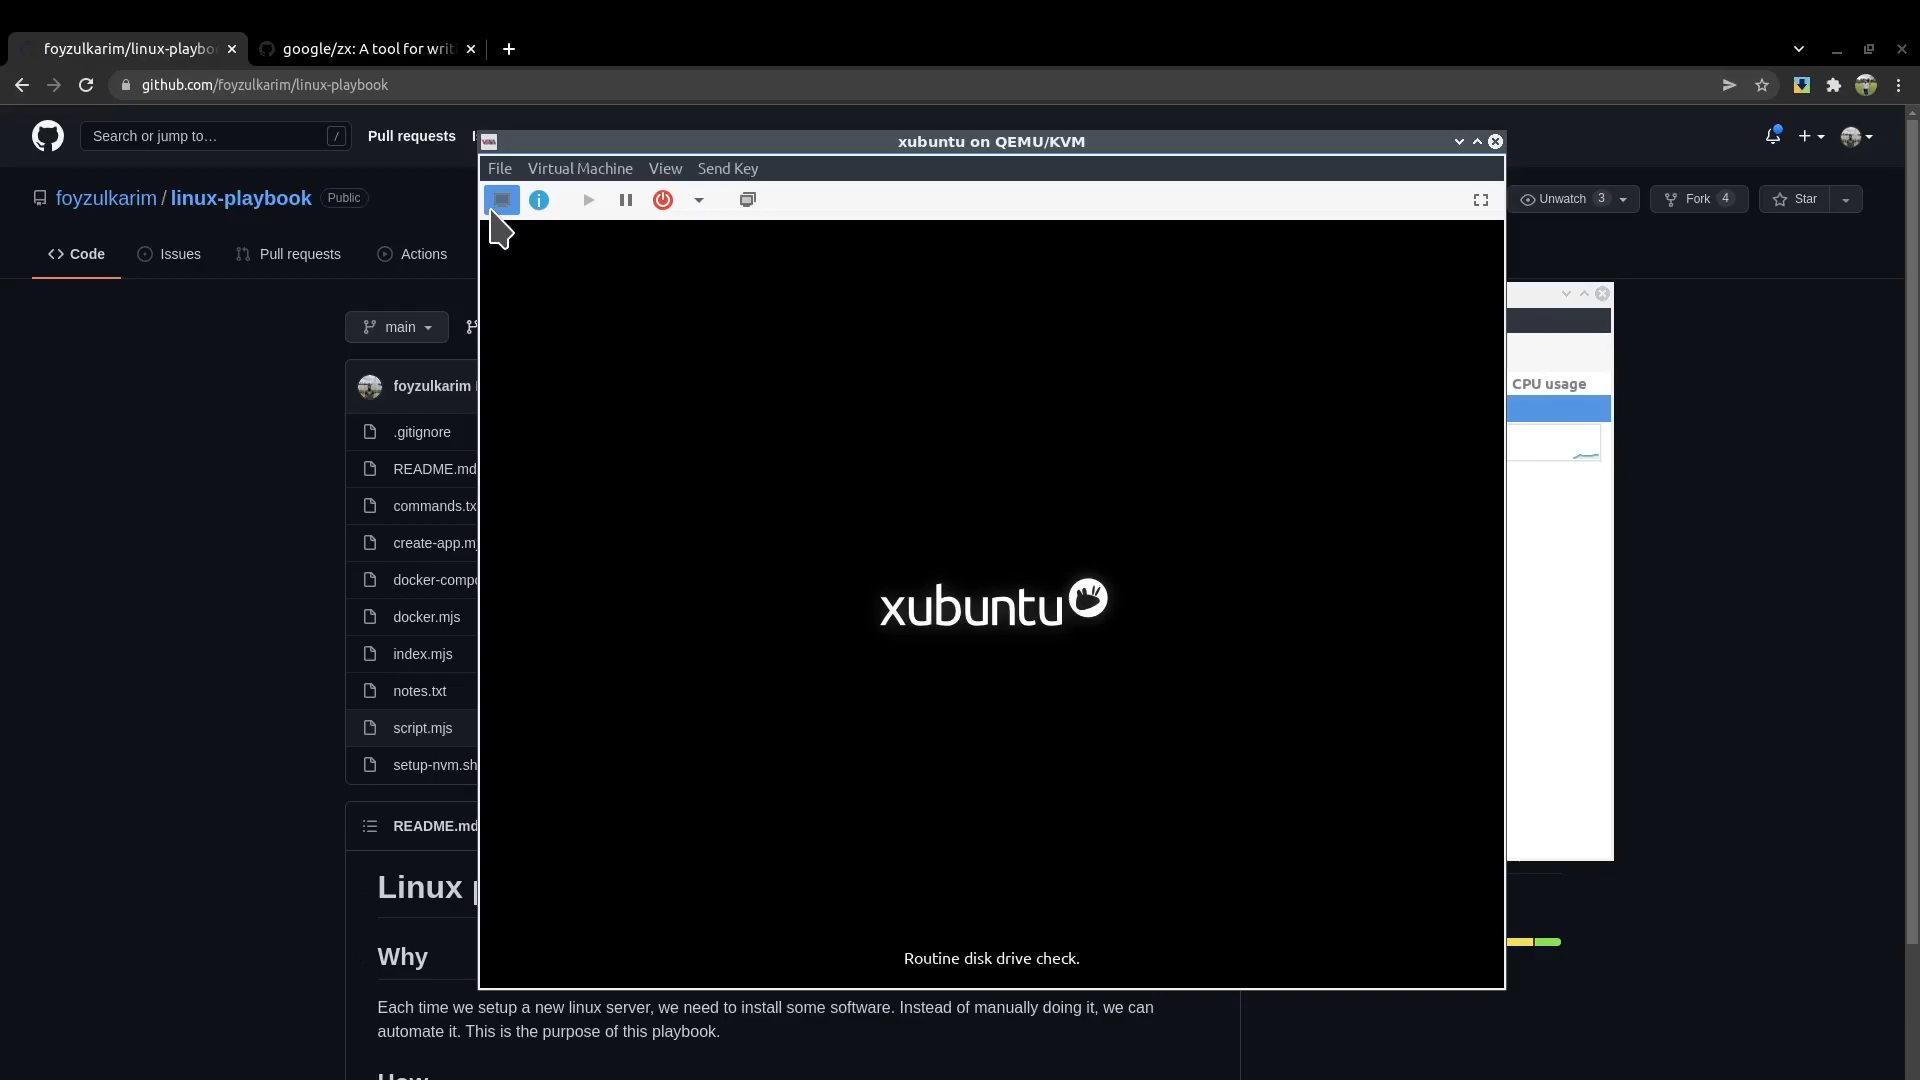 foyzulkarim/linux-playbo
google/zx: A tool for writ
github.com/foyzulkarim/linux-playbook
Search or jump to…
/
Pull requests
xubuntu on QEMU/KVM
File Virtual Machine View Send Key
foyzulkarim / linux-playbook Public
Unwatch 3
Fork 4
Star
Code
Issues
Pull requests
Actions
main
foyzulkarim
CPU usage
.gitignore
README.md
commands.tx
create-app.mj
docker-compo
docker.mjs
index.mjs
notes.txt
script.mjs
setup-nvm.sh
xubuntu
Routine disk drive check.
README.md
Linux
Why
Each time we setup a new linux server, we need to install some software. Instead of manually doing it, we can
automate it. This is the purpose of this playbook.
How